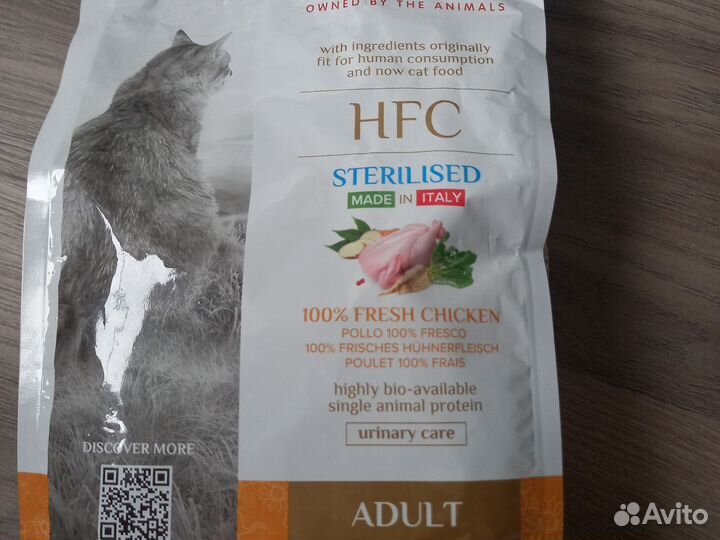 OWNED BY THE ANIMALS
with ingredients originally
fit for human consumption
and now cat food
HFC
STERILISED
MADE IN ITALY
100% FRESH CHICKEN
POLLO 100% FRESCO
100% FRISCHES HÜHNERFLEISCH
POULET 100% FRAIS
highly bio-available
single animal protein
urinary care
DISCOVER MORE
ADULT
Avito